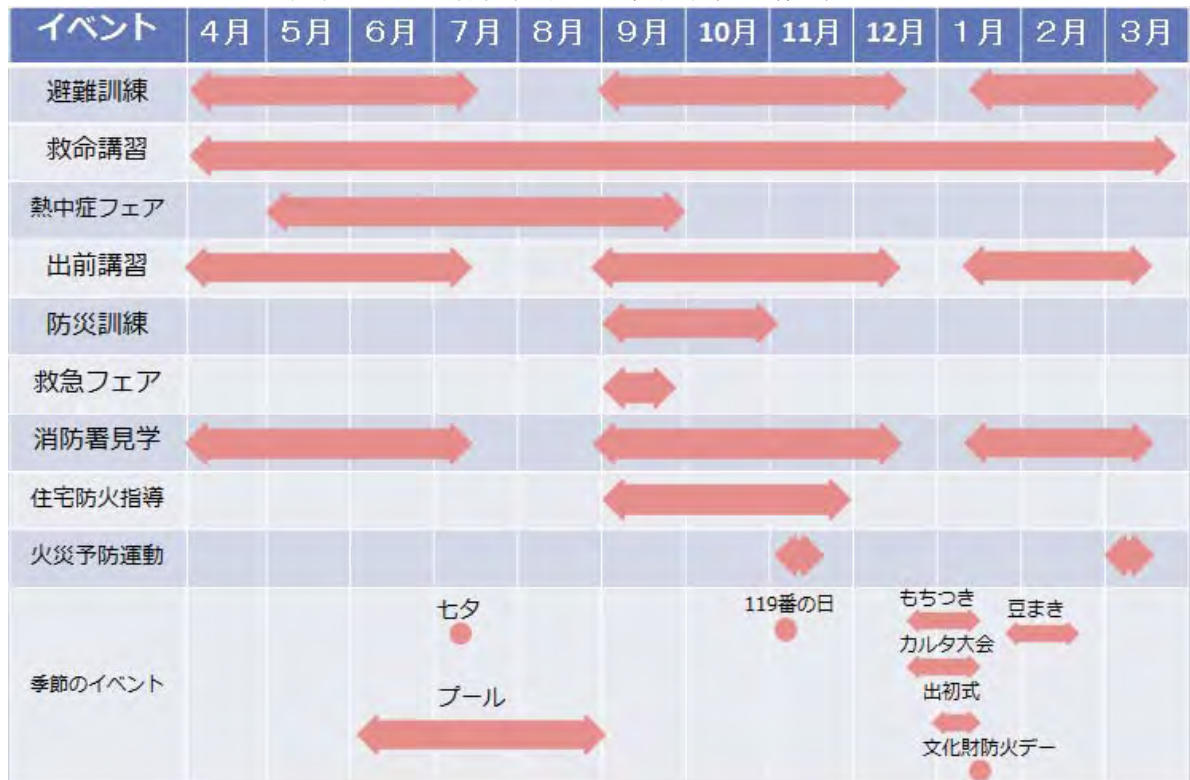 イベント 4月 5月 6月 7月 8月 9月 10月 11月 12月 1月 2月 3月
避難訓練
救命講習
熱中症フェア
出前講習
防災訓練
救急フェア
消防署見学
住宅防火指導
火災予防運動
季節のイベント
七夕
119番の日
もちつき
豆まき
カルタ大会
プール
出初式
文化財防火デー